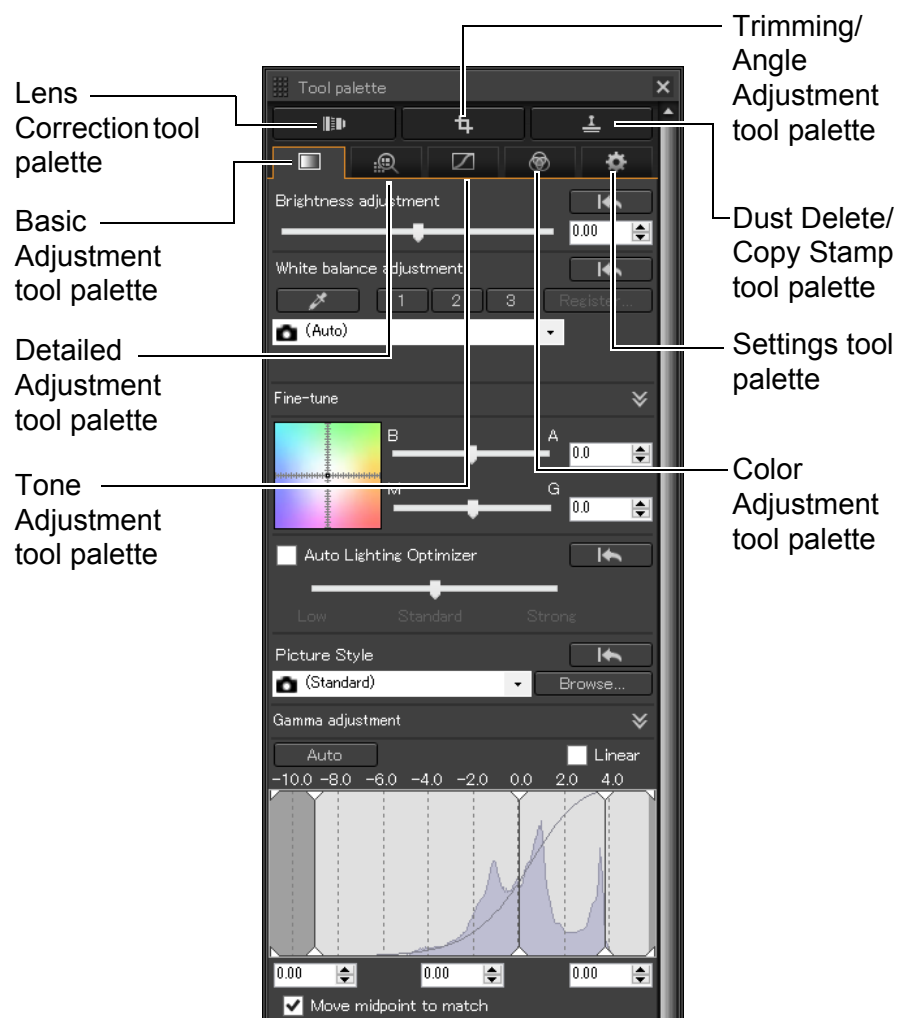 Trimming/
Angle
Adjustment
tool palette
Lens
Correction tool
palette
Basic
Adjustment
tool palette
Detailed
Adjustment
tool palette
Tone
Adjustment
tool palette
Dust Delete/
Copy Stamp
tool palette
Settings tool
palette
Color
Adjustment
tool palette
Tool palette
Brightness adjustment
0.00
White balance adjustment
1 2 3 Register...
(Auto)
Fine-tune
B A
0.0
M G
0.0
Auto Lighting Optimizer
Low Standard Strong
Picture Style
(Standard) Browse...
Gamma adjustment
Auto Linear
-10.0 -8.0 -6.0 -4.0 -2.0 0.0 2.0 4.0
0.00 0.00 0.00
Move midpoint to match